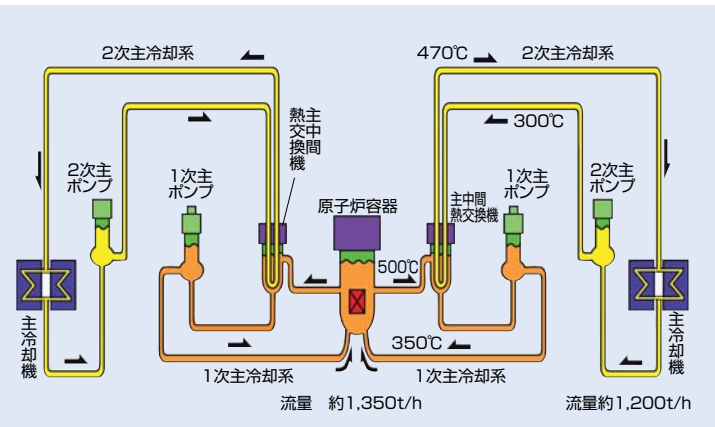 2次主冷却系
470℃
2次主冷却系
300℃
主中間
熱交換機
2次主
ポンプ
1次主
ポンプ
原子炉容器
主中間
熱交換機
1次主
ポンプ
2次主
ポンプ
500℃
主冷却機
350℃
主冷却機
1次主冷却系
1次主冷却系
流量 約1,350t/h
流量約1,200t/h